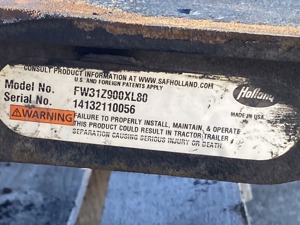 CONSULT PRODUCT INFORMATION AT WWW.SAFHOLLAND.COM.
U.S. AND FOREIGN PATENTS APPLY
Model No. FW31Z900XL80
Serial No. 14132110056
Holland
MADE IN USA
WARNING
FAILURE TO PROPERLY INSTALL, MAINTAIN, & OPERATE
THIS PRODUCT COULD RESULT IN TRACTOR TRAILER
SEPARATION CAUSING SERIOUS INJURY OR DEATH.